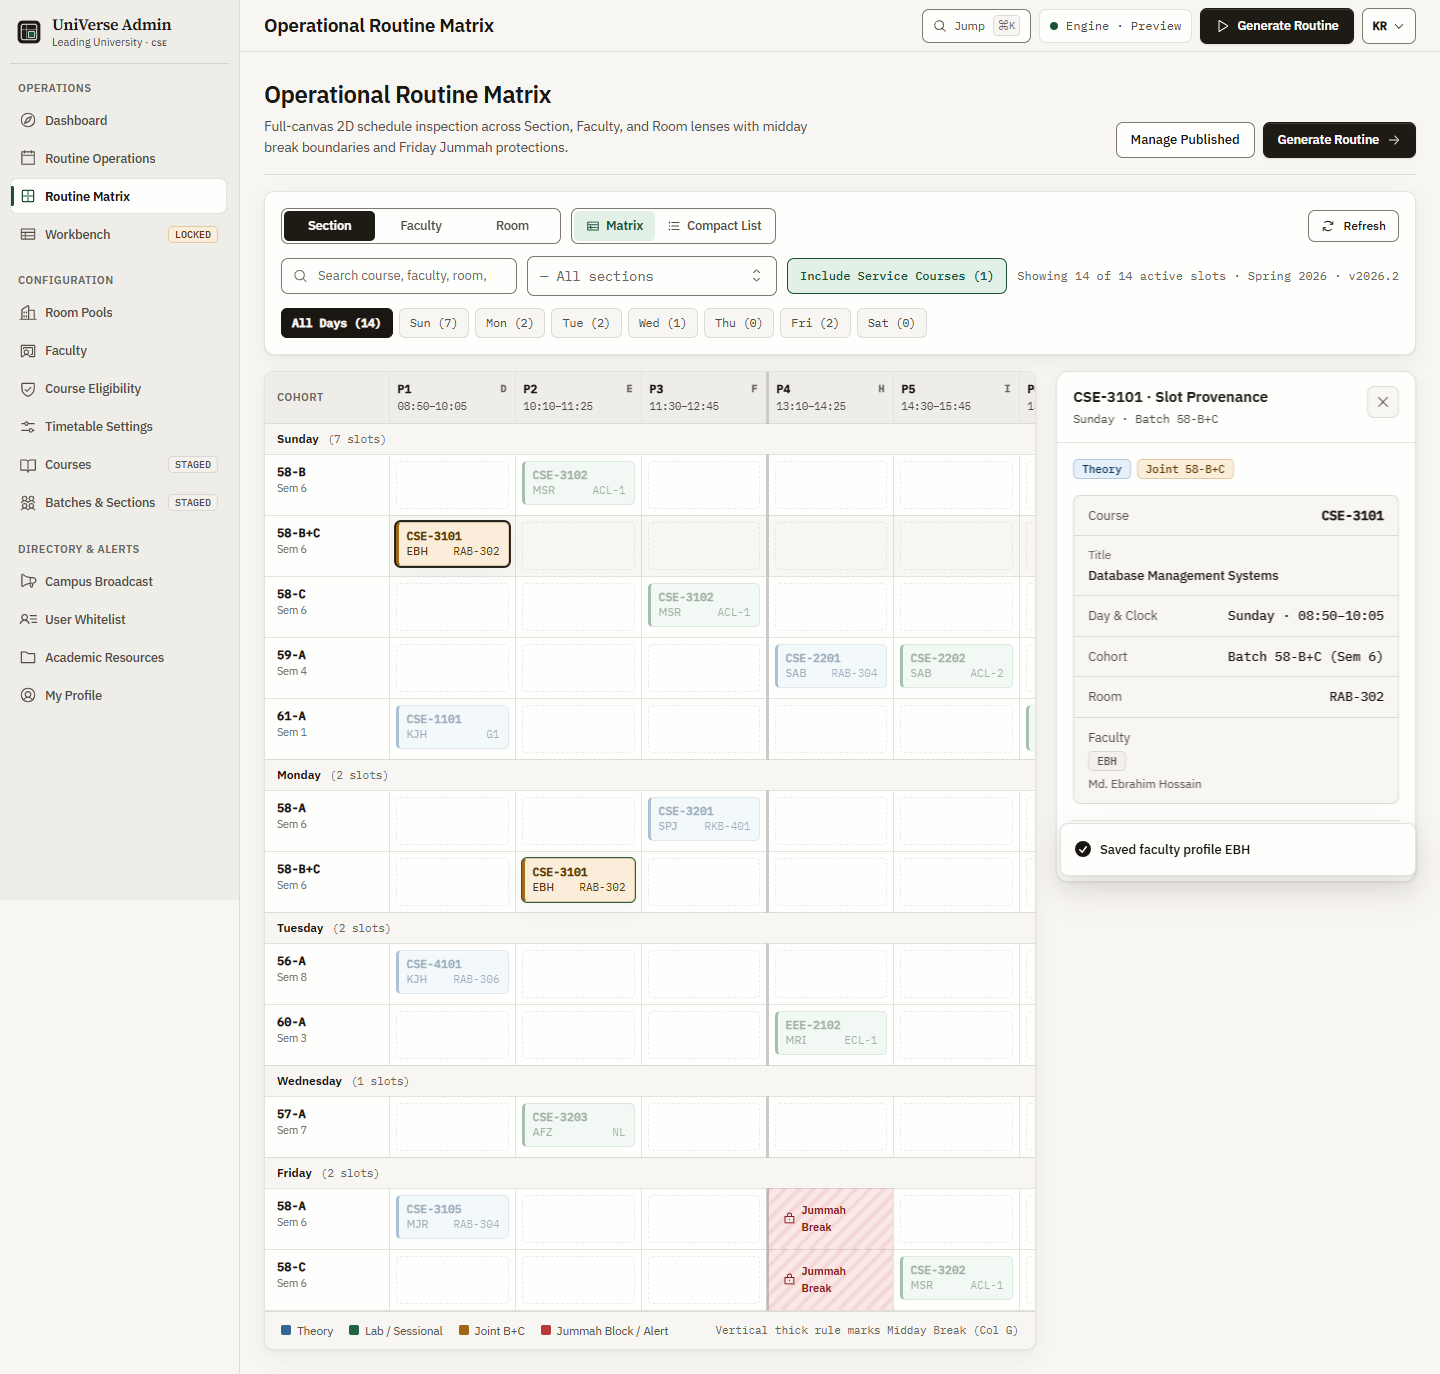 UniVerse Admin
Leading University · CSE
OPERATIONS
Dashboard
Routine Operations
Routine Matrix
Workbench LOCKED
CONFIGURATION
Room Pools
Faculty
Course Eligibility
Timetable Settings
Courses STAGED
Batches & Sections STAGED
DIRECTORY & ALERTS
Campus Broadcast
User Whitelist
Academic Resources
My Profile
Operational Routine Matrix
Jump ⌘K
Engine · Preview
Generate Routine
KR
Operational Routine Matrix
Full-canvas 2D schedule inspection across Section, Faculty, and Room lenses with midday
break boundaries and Friday Jummah protections.
Manage Published
Generate Routine →
Section Faculty Room
Matrix Compact List
Refresh
Search course, faculty, room,
— All sections
Include Service Courses (1)
Showing 14 of 14 active slots · Spring 2026 · v2026.2
All Days (14) Sun (7) Mon (2) Tue (2) Wed (1) Thu (0) Fri (2) Sat (0)
COHORT
P1 D
08:50–10:05
P2 E
10:10–11:25
P3 F
11:30–12:45
P4 H
13:10–14:25
P5 I
14:30–15:45
Sunday (7 slots)
58-B
Sem 6
CSE-3102
MSR ACL-1
58-B+C
Sem 6
CSE-3101
EBH RAB-302
58-C
Sem 6
CSE-3102
MSR ACL-1
59-A
Sem 4
CSE-2201
SAB RAB-304
CSE-2202
SAB ACL-2
61-A
Sem 1
CSE-1101
KJH G1
Monday (2 slots)
58-A
Sem 6
CSE-3201
SPJ RKB-401
58-B+C
Sem 6
CSE-3101
EBH RAB-302
Tuesday (2 slots)
56-A
Sem 8
CSE-4101
KJH RAB-306
60-A
Sem 3
EEE-2102
MRI ECL-1
Wednesday (1 slots)
57-A
Sem 7
CSE-3203
AFZ NL
Friday (2 slots)
58-A
Sem 6
CSE-3105
MJR RAB-304
Jummah
Break
58-C
Sem 6
Jummah
Break
CSE-3202
MSR ACL-1
Theory Lab / Sessional Joint B+C Jummah Block / Alert
Vertical thick rule marks Midday Break (Col G)
CSE-3101 · Slot Provenance
Sunday · Batch 58-B+C
Theory Joint 58-B+C
Course CSE-3101
Title
Database Management Systems
Day & Clock Sunday · 08:50–10:05
Cohort Batch 58-B+C (Sem 6)
Room RAB-302
Faculty
EBH
Md. Ebrahim Hossain
Saved faculty profile EBH